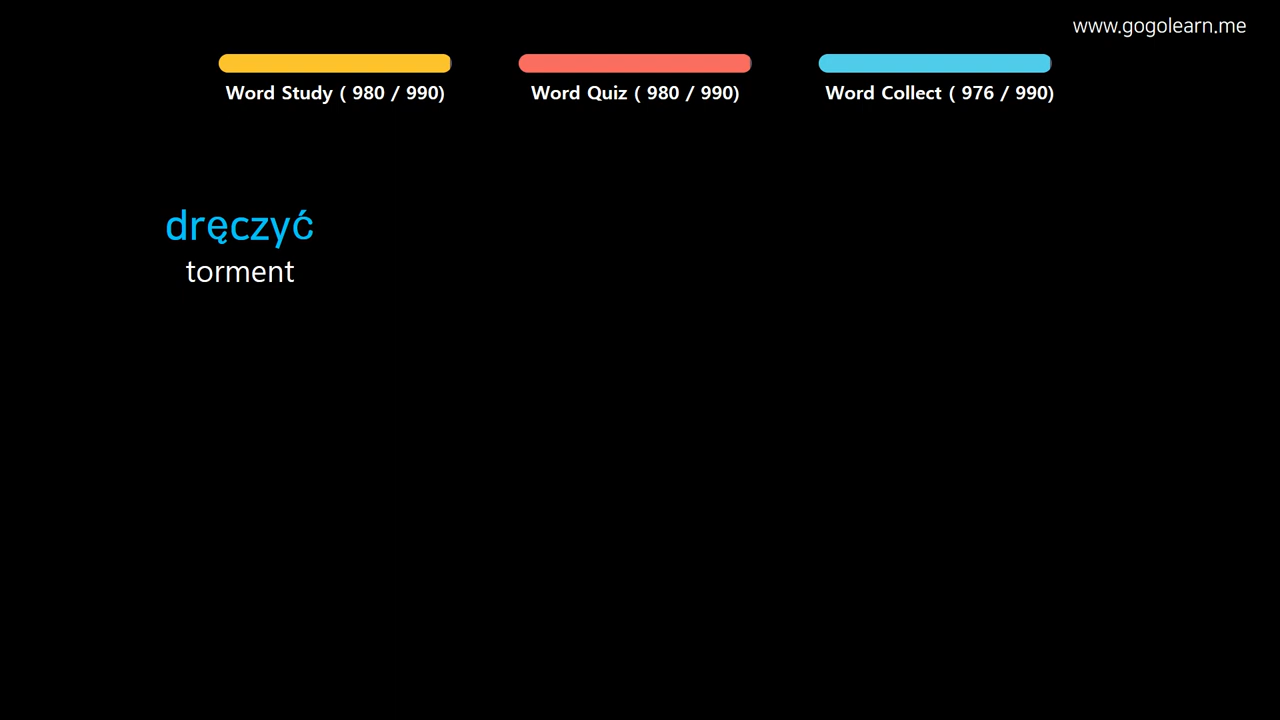 www.gogolearn.me
Word Study ( 980 / 990)
Word Quiz ( 980 / 990)
Word Collect ( 976 / 990)
dręczyć
torment